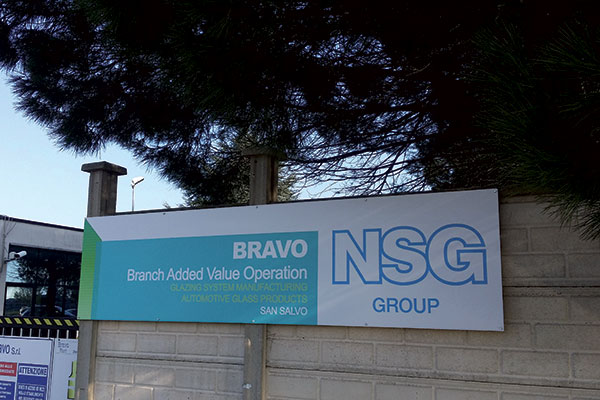 BRAVO
Branch Added Value Operation
GLAZING SYSTEM MANUFACTURING
AUTOMOTIVE GLASS PRODUCTS
SAN SALVO
NSG
GROUP
S.r.l
ATTENZIONE